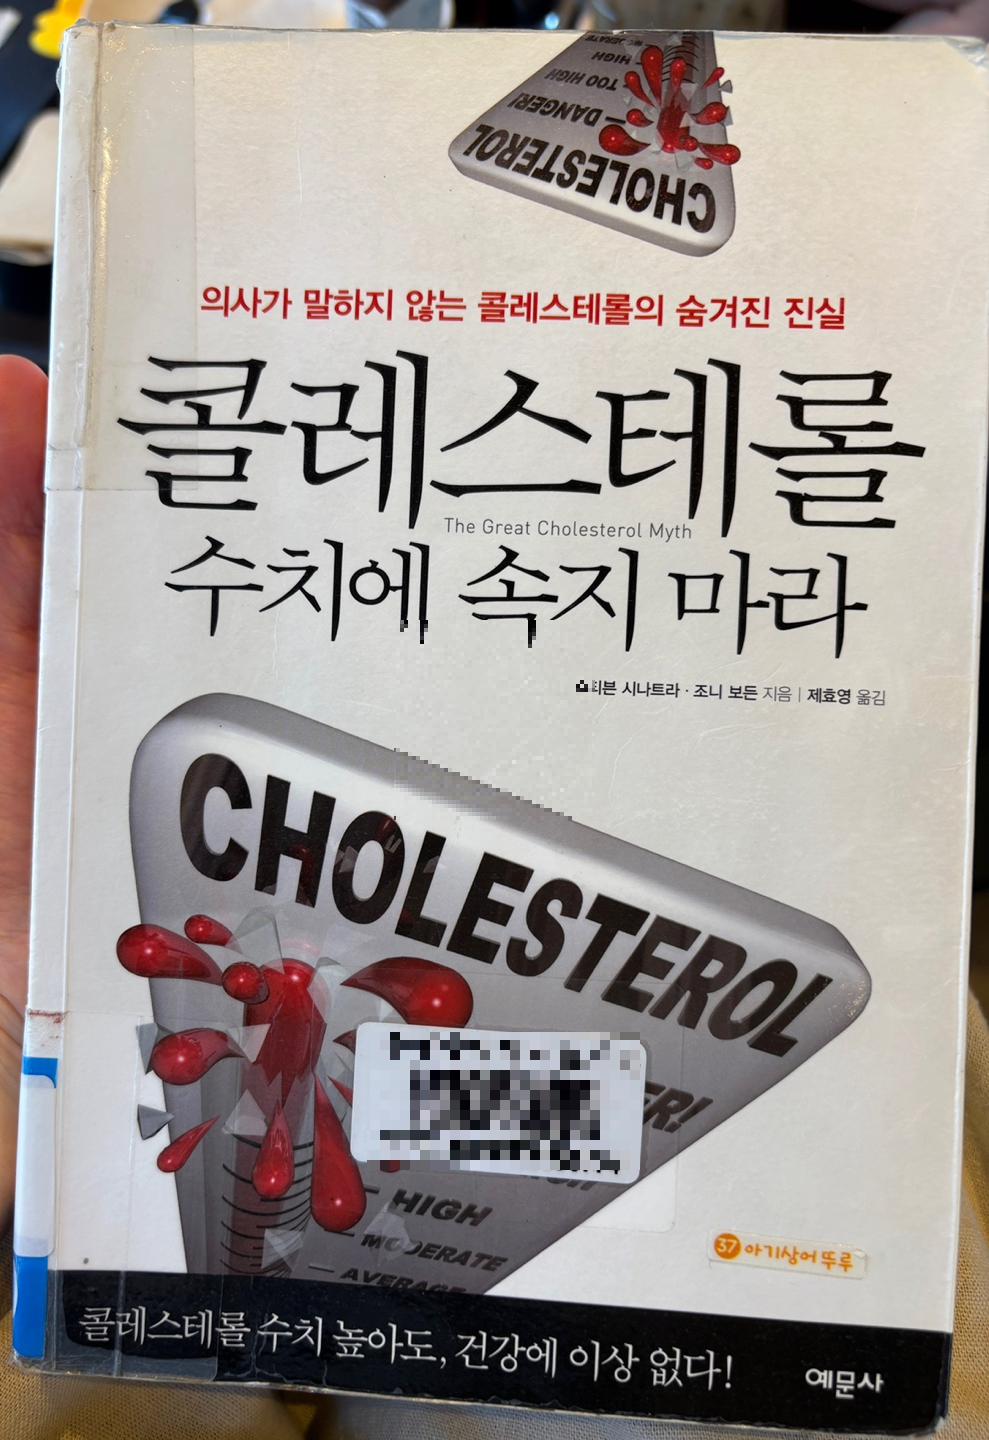 MODERATE
HIGH
TOO HIGH
DANGER!
CHOLESTEROL
의사가 말하지 않는 콜레스테롤의 숨겨진 진실
콜레스테롤
The Great Cholesterol Myth
수치에 속지 마라
시나트라 · 조니 보든 지음 | 제효영 옮김
CHOLESTEROL
HIGH
MODERATE
AVERAGE
37 아기상어 뚜루
콜레스테롤 수치 높아도, 건강에 이상 없다!
예문사